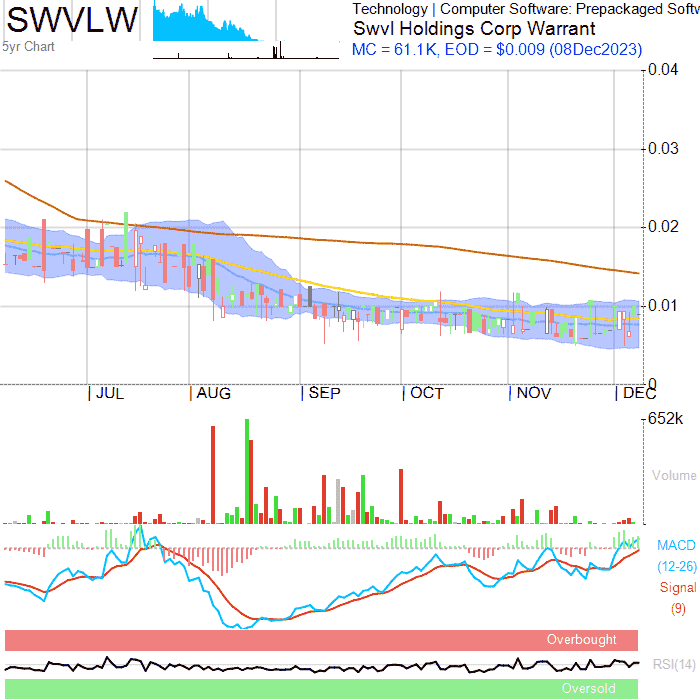 SWVLW
5yr Chart
Technology | Computer Software: Prepackaged Softw
Swvl Holdings Corp Warrant
MC = 61.1K, EOD = $0.009 (08Dec2023)
0.04
0.03
0.02
0.01
0
JUL AUG SEP OCT NOV DEC
652k
Volume
MACD
(12-26)
Signal
(9)
Overbought
RSI(14)
Oversold